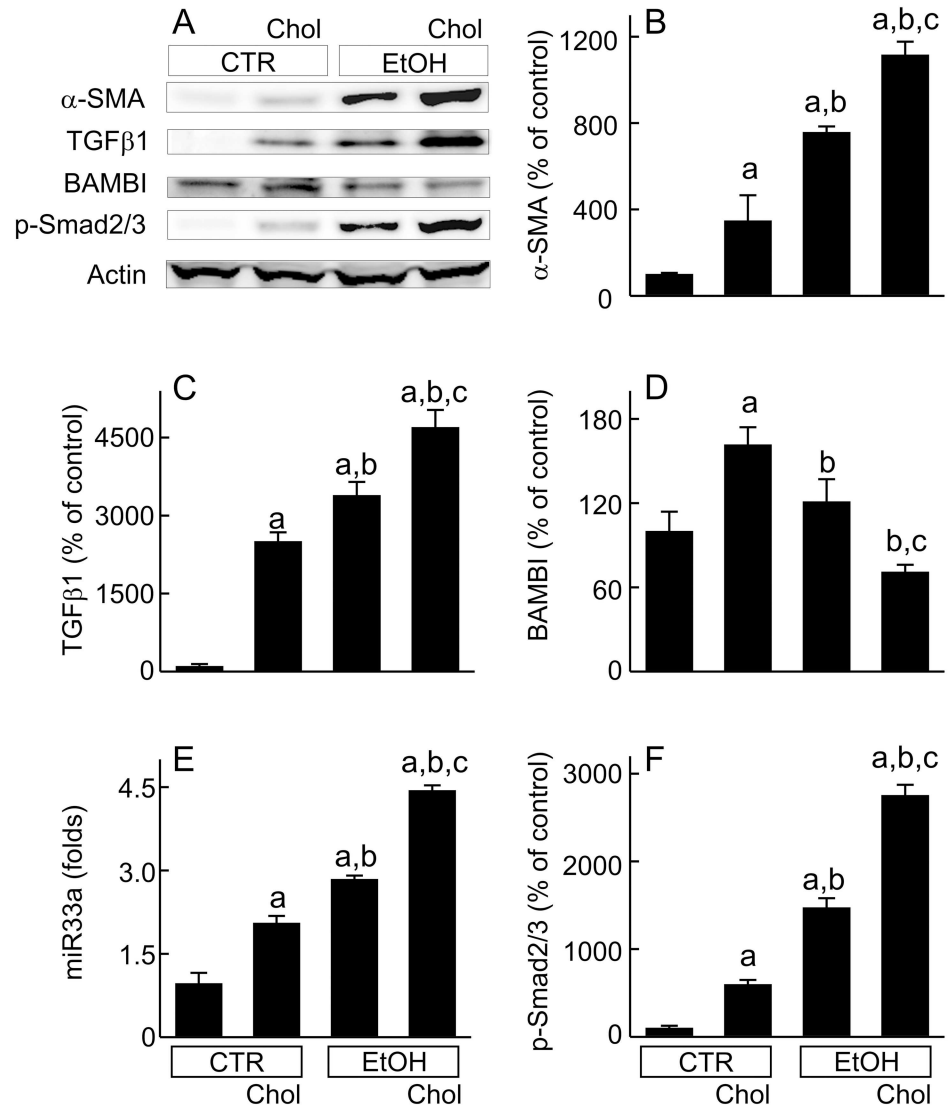 A
Chol
Chol
CTR
EtOH
α-SMA
TGFβ1
BAMBI
p-Smad2/3
Actin
B
α-SMA (% of control)
1200
800
400
0
a
a,b
a,b,c
C
TGFβ1 (% of control)
4500
3000
1500
0
a
a,b
a,b,c
D
BAMBI (% of control)
180
120
60
0
a
b
b,c
E
miR33a (folds)
4.5
3.0
1.5
0
a
a,b
a,b,c
CTR
EtOH
Chol
Chol
F
p-Smad2/3 (% of control)
3000
2000
1000
0
a
a,b
a,b,c
CTR
EtOH
Chol
Chol